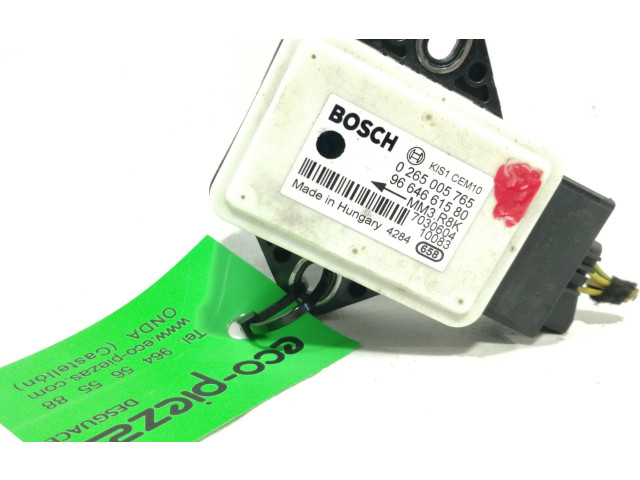 BOSCH
KIS1 CEM10
0 265 005 765
96 646 615 80
MM3.R8K
7030604
10083
Made in Hungary 4284
658
eco-pieza
DESGUACE
Tel. 964 56 55 88
www.eco-piezas.com
ONDA (Castellón)